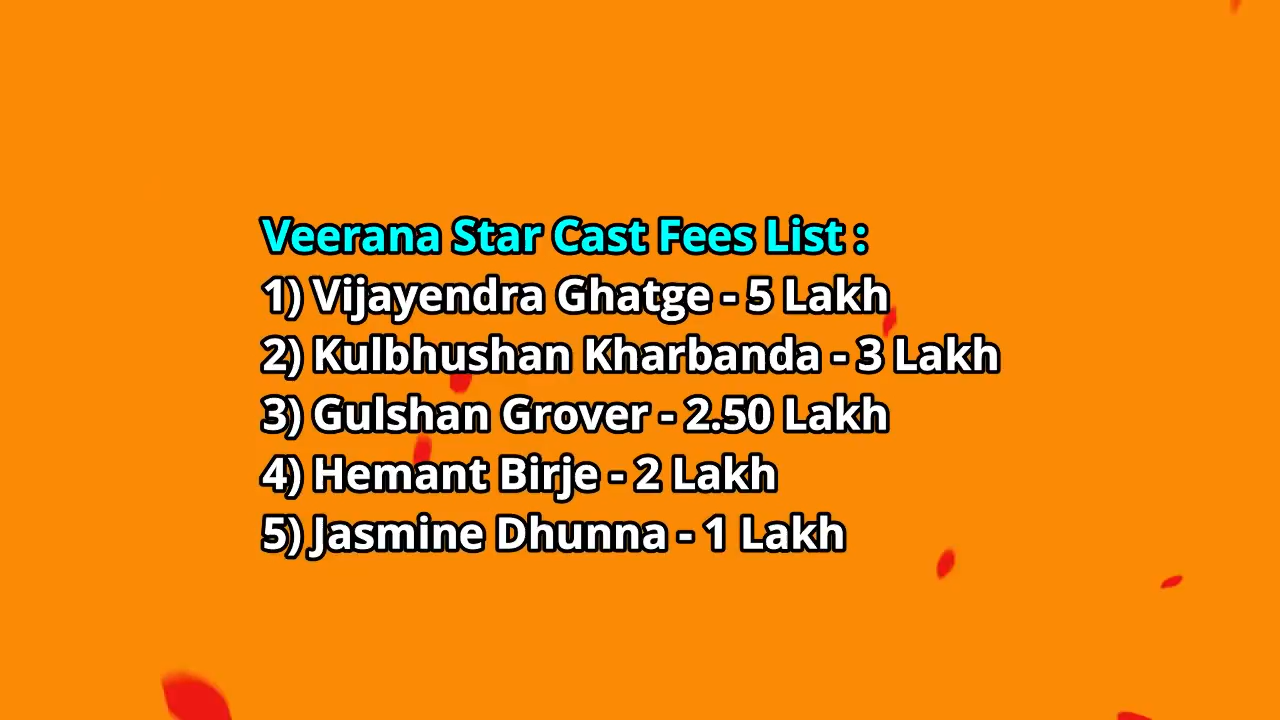 Veerana Star Cast Fees List :
1) Vijayendra Ghatge - 5 Lakh
2) Kulbhushan Kharbanda - 3 Lakh
3) Gulshan Grover - 2.50 Lakh
4) Hemant Birje - 2 Lakh
5) Jasmine Dhunna - 1 Lakh